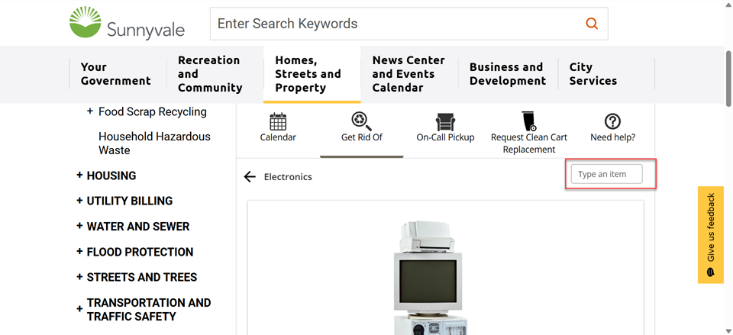 Sunnyvale
Enter Search Keywords
Your
Government
Recreation
and
Community
Homes,
Streets and
Property
News Center
and Events
Calendar
Business and
Development
City
Services
+ Food Scrap Recycling
Household Hazardous
Waste
+ HOUSING
+ UTILITY BILLING
+ WATER AND SEWER
+ FLOOD PROTECTION
+ STREETS AND TREES
+ TRANSPORTATION AND
TRAFFIC SAFETY
Calendar
Get Rid Of
On-Call Pickup
Request Clean Cart
Replacement
Need help?
Electronics
Type an item
Give us feedback